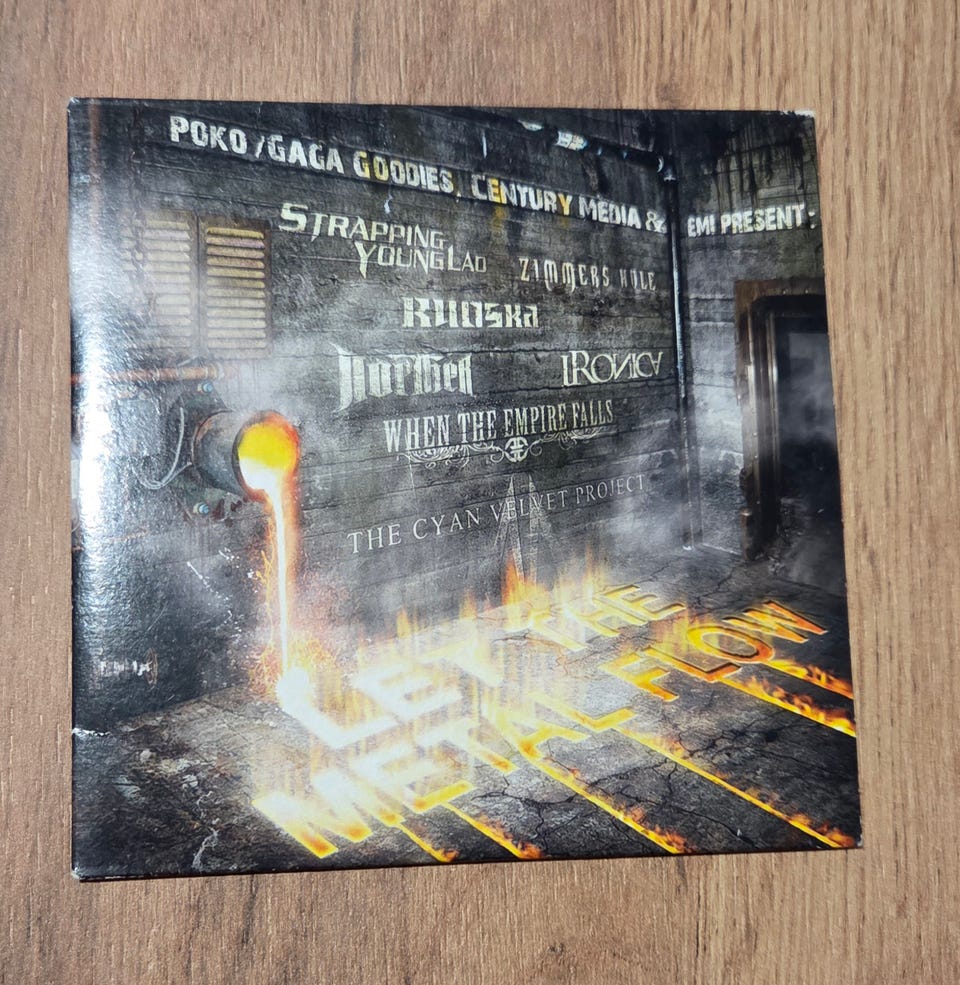 POKO /GAGA GOODIES, CENTURY MEDIA & EMI PRESENT:
STRAPPING
YOUNG LAD
ZIMMERS HOLE
RUOSKA
NORTHER
IRONICA
WHEN THE EMPIRE FALLS
THE CYAN VELVET PROJECT
LET THE
METAL FLOW